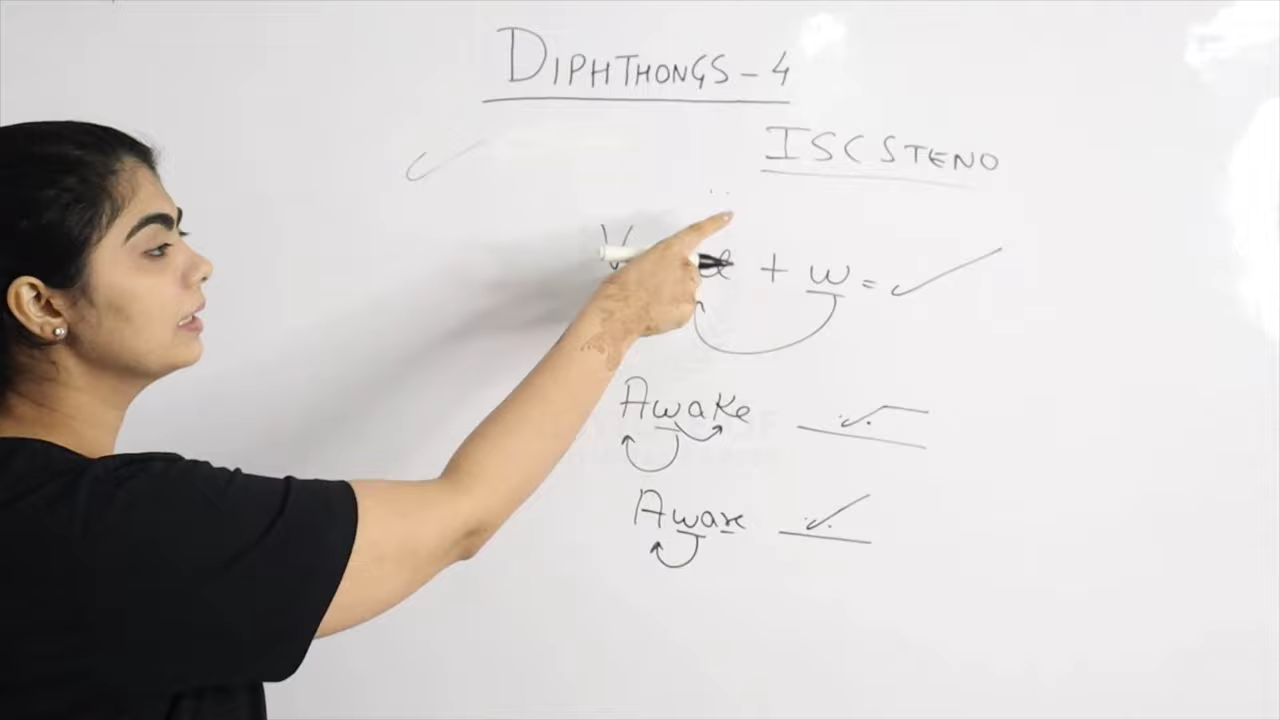 DIPHTHONGS - 4
ISC STENO
+ w =
Awake
Aware